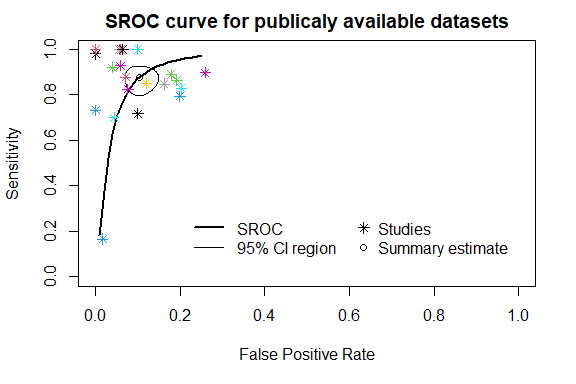 SROC curve for publicaly available datasets
Sensitivity
1.0
0.8
0.6
0.4
0.2
0.0
SROC
Studies
95% CI region
Summary estimate
0.0 0.2 0.4 0.6 0.8 1.0
False Positive Rate